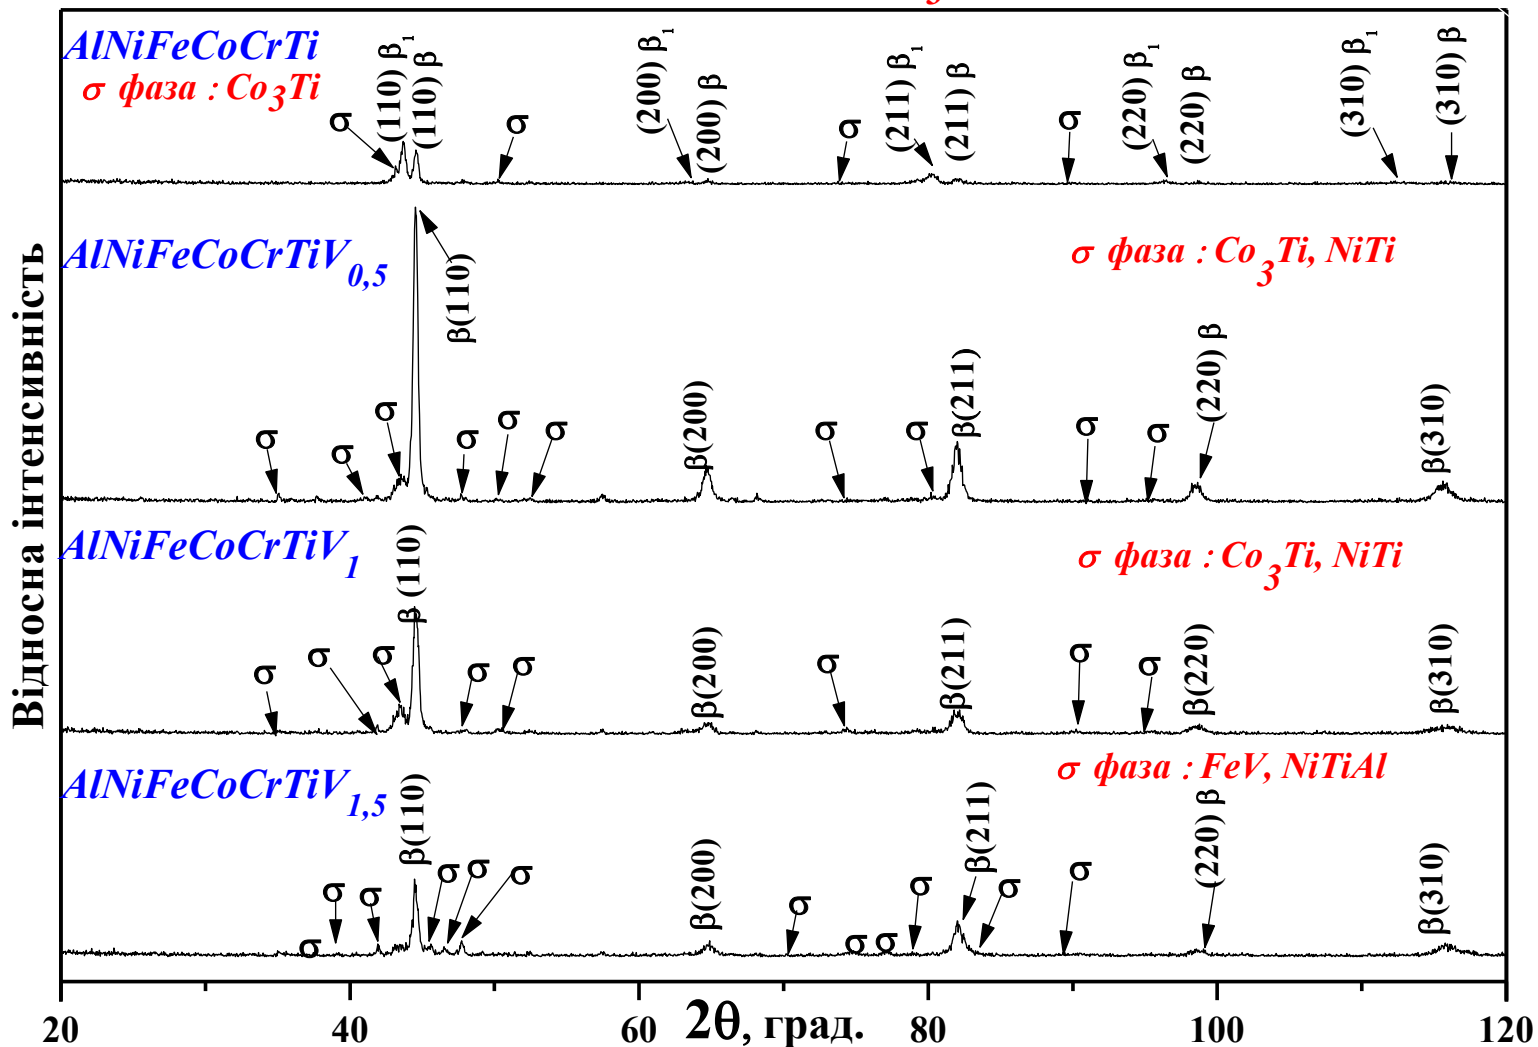 3
AlNiFeCoCrTi
σ фаза : Co3Ti
σ
(110) β1
(110) β
σ
(200) β1
(200) β
σ
(211) β1
(211) β
σ
(220) β1
(220) β
(310) β1
(310) β
AlNiFeCoCrTiV0,5
σ фаза : Co3Ti, NiTi
σ
σ
σ
β(110)
σ
σ
σ
β(200)
σ
σ
β(211)
σ
σ
(220) β
β(310)
AlNiFeCoCrTiV1
σ фаза : Co3Ti, NiTi
σ
σ
σ
β (110)
σ
σ
β(200)
σ
β(211)
σ
σ
β(220)
β(310)
AlNiFeCoCrTiV1,5
σ фаза : FeV, NiTiAl
σ
σ
σ
β(110)
σ
σ
σ
β(200)
σ
σ
σ
σ
β(211)
σ
σ
(220) β
β(310)
Відносна інтенсивність
20
40
60
80
100
120
2θ, град.